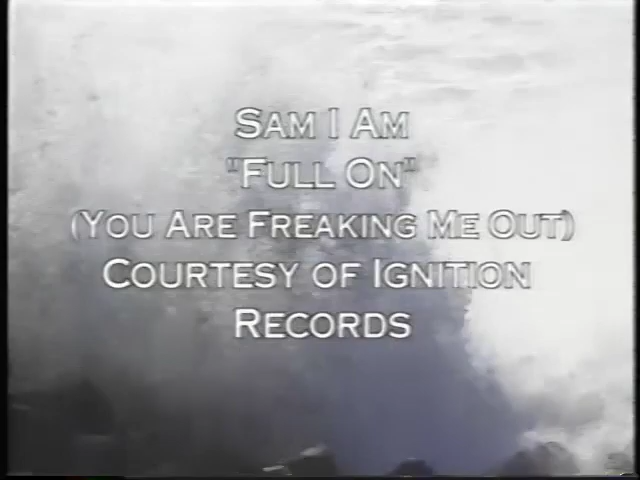 Sam I Am
"Full On"
(You Are Freaking Me Out)
Courtesy of Ignition
Records